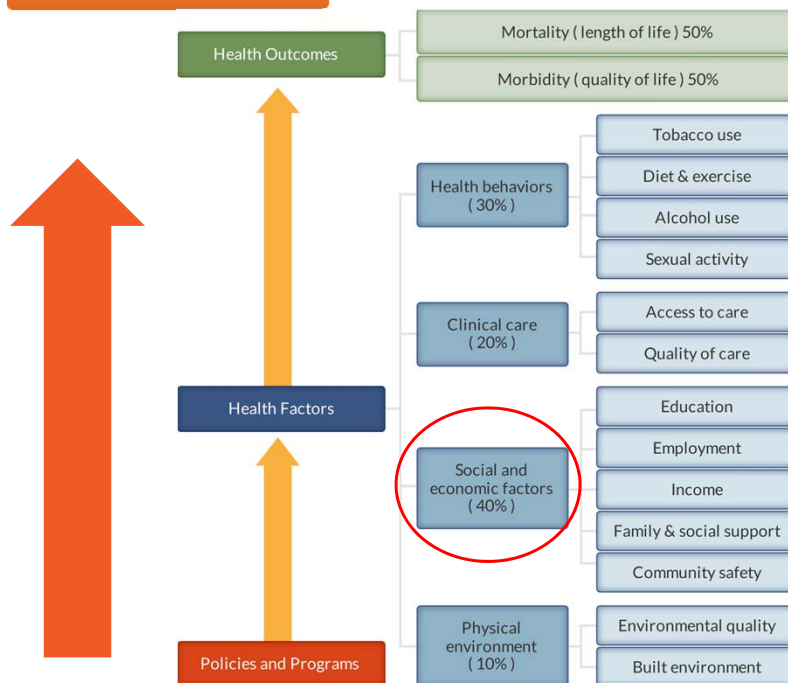 Health Outcomes
Mortality ( length of life ) 50%
Morbidity ( quality of life ) 50%
Health behaviors
( 30% )
Tobacco use
Diet & exercise
Alcohol use
Sexual activity
Clinical care
( 20% )
Access to care
Quality of care
Health Factors
Social and
economic factors
( 40% )
Education
Employment
Income
Family & social support
Community safety
Physical
environment
( 10% )
Environmental quality
Built environment
Policies and Programs